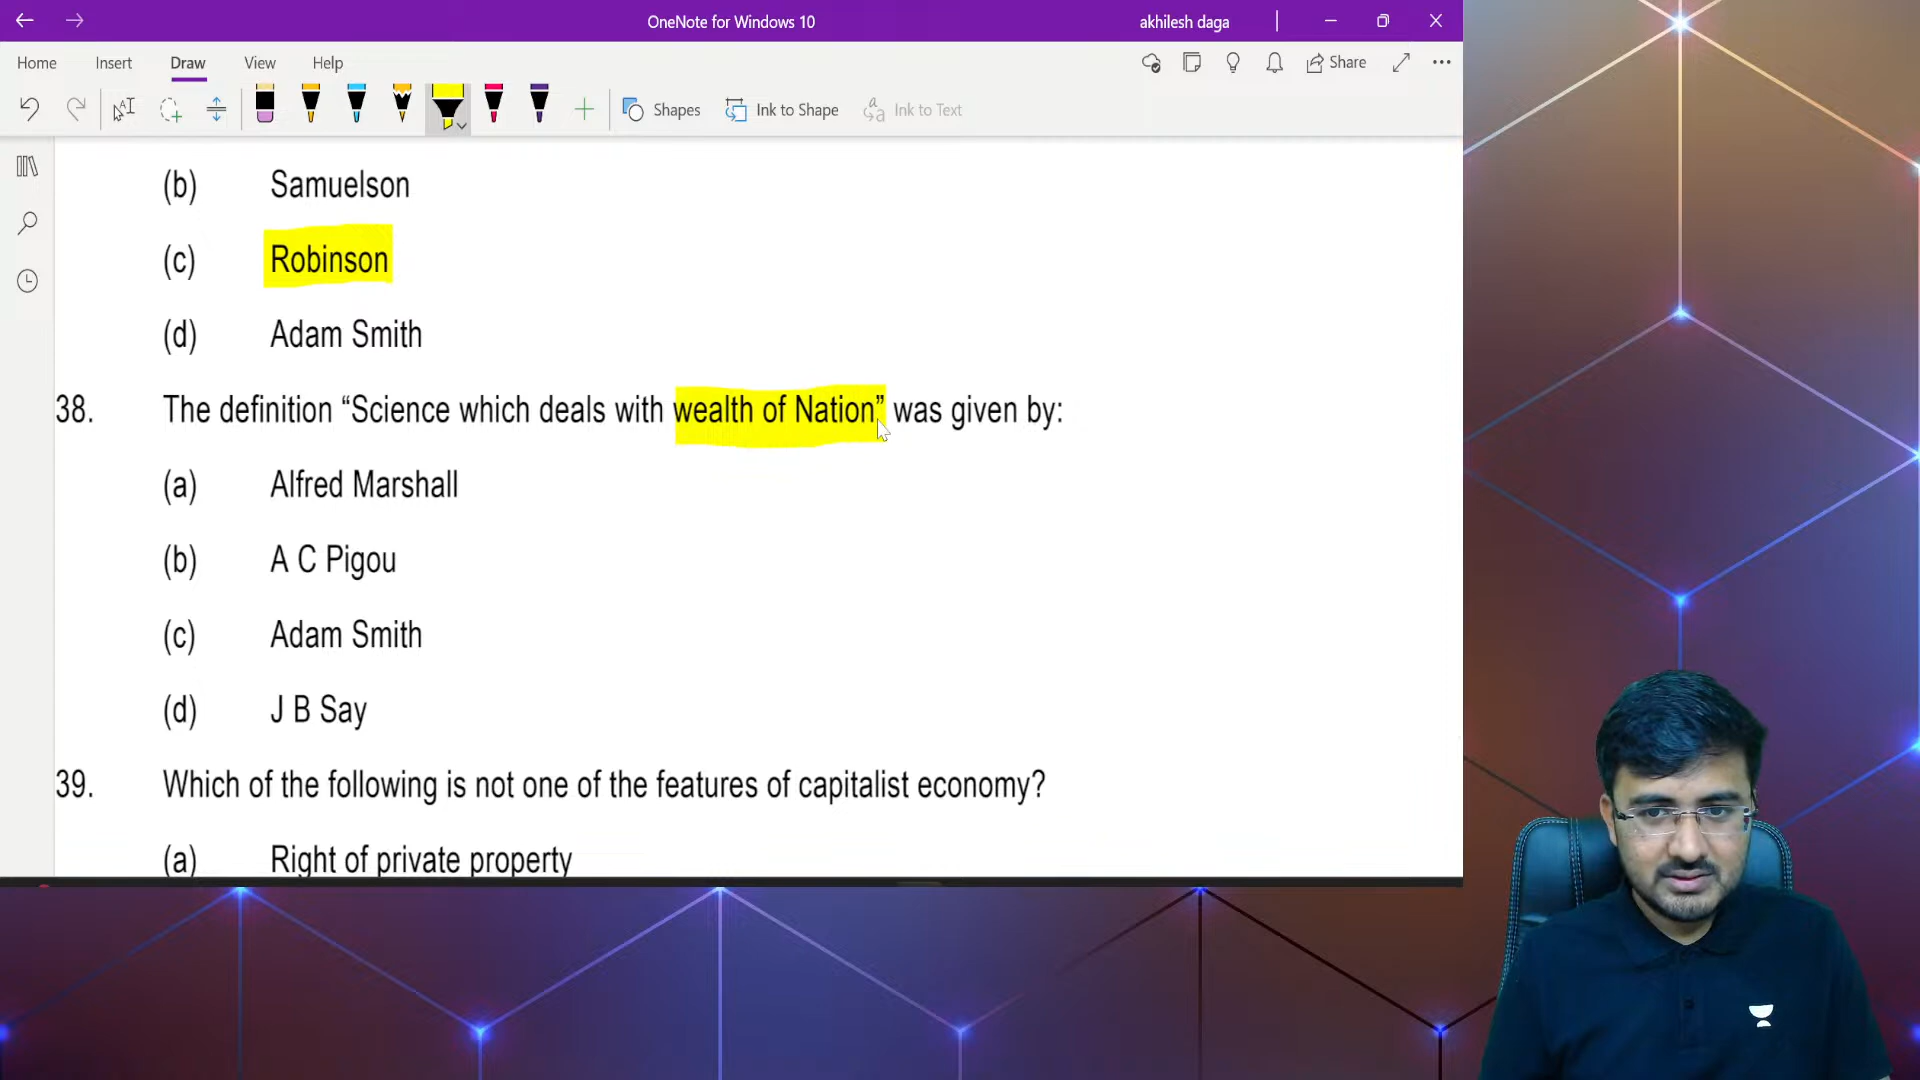 OneNote for Windows 10
akhilesh daga
Home Insert Draw View Help
Share
Shapes
Ink to Shape
Ink to Text
(b) Samuelson
(c) Robinson
(d) Adam Smith
38. The definition “Science which deals with wealth of Nation” was given by:
(a) Alfred Marshall
(b) A C Pigou
(c) Adam Smith
(d) J B Say
39. Which of the following is not one of the features of capitalist economy?
(a) Right of private property